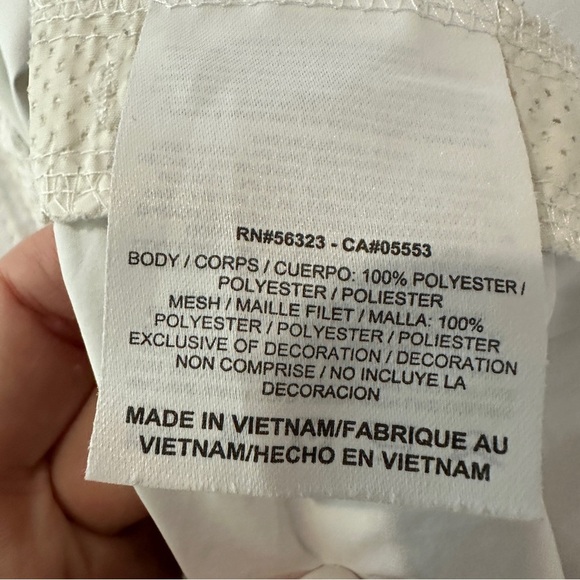 RN#56323 - CA#05553
BODY / CORPS / CUERPO: 100% POLYESTER /
POLYESTER / POLIESTER
MESH / MAILLE FILET / MALLA: 100%
POLYESTER / POLYESTER / POLIESTER
EXCLUSIVE OF DECORATION / DECORATION
NON COMPRISE / NO INCLUYE LA
DECORACION
MADE IN VIETNAM/FABRIQUE AU
VIETNAM/HECHO EN VIETNAM